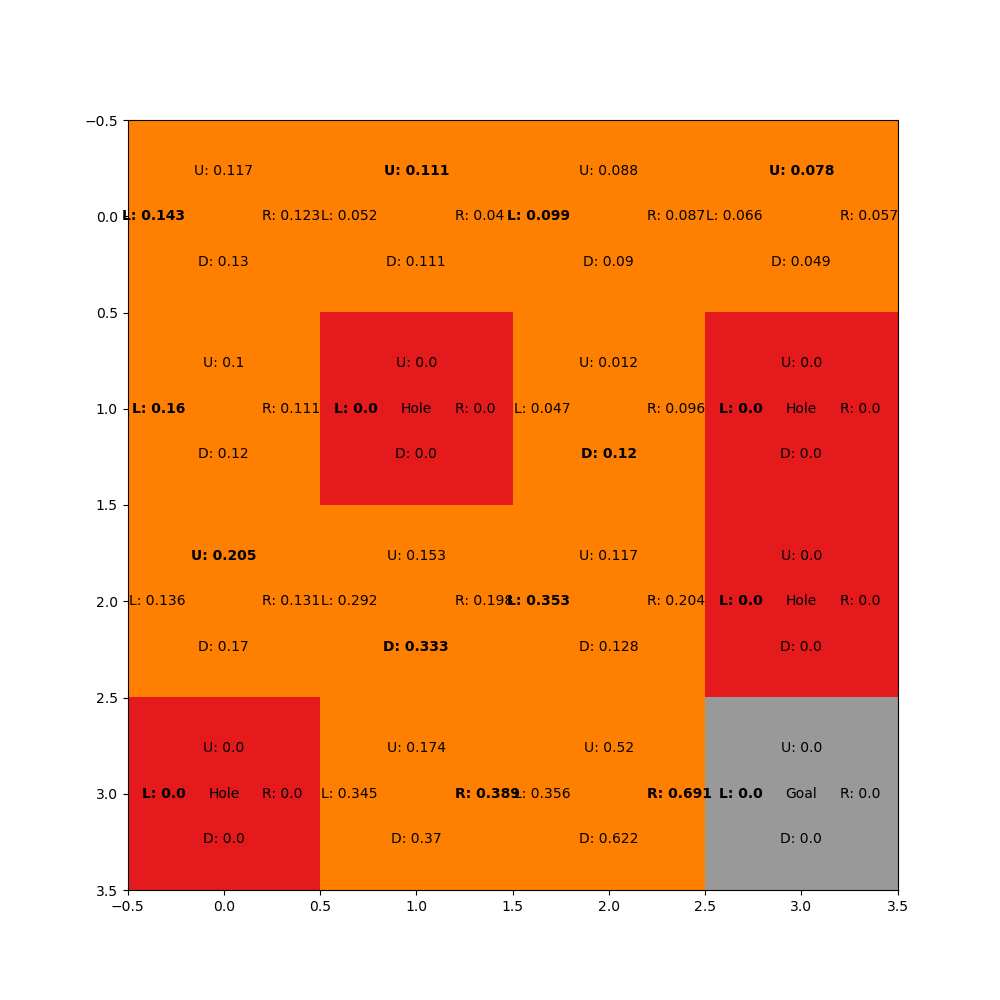 −0.5
U: 0.117 U: 0.111 U: 0.088 U: 0.078
0.0 L: 0.143 R: 0.123 L: 0.052 R: 0.04 L: 0.099 R: 0.087 L: 0.066 R: 0.057
D: 0.13 D: 0.111 D: 0.09 D: 0.049
0.5
U: 0.1 U: 0.0 U: 0.012 U: 0.0
1.0 L: 0.16 R: 0.111 L: 0.0 Hole R: 0.0 L: 0.047 R: 0.096 L: 0.0 Hole R: 0.0
D: 0.12 D: 0.0 D: 0.12 D: 0.0
1.5
U: 0.205 U: 0.153 U: 0.117 U: 0.0
2.0 L: 0.136 R: 0.131 L: 0.292 R: 0.198 L: 0.353 R: 0.204 L: 0.0 Hole R: 0.0
D: 0.17 D: 0.333 D: 0.128 D: 0.0
2.5
U: 0.0 U: 0.174 U: 0.52 U: 0.0
3.0 L: 0.0 Hole R: 0.0 L: 0.345 R: 0.389 L: 0.356 R: 0.691 L: 0.0 Goal R: 0.0
D: 0.0 D: 0.37 D: 0.622 D: 0.0
3.5
−0.5 0.0 0.5 1.0 1.5 2.0 2.5 3.0 3.5